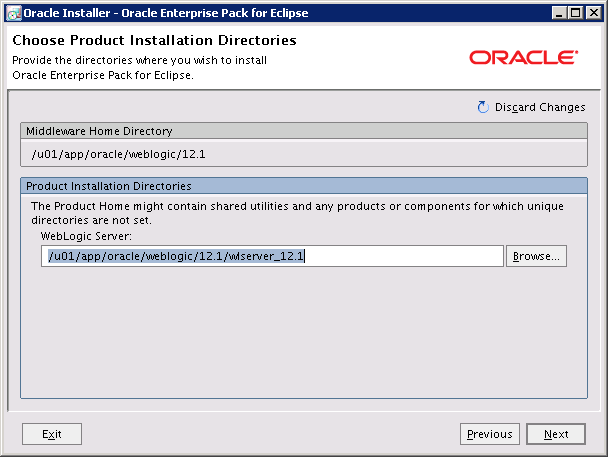 Oracle Installer - Oracle Enterprise Pack for Eclipse
Choose Product Installation Directories
Provide the directories where you wish to install
Oracle Enterprise Pack for Eclipse.
ORACLE
Discard Changes
Middleware Home Directory
/u01/app/oracle/weblogic/12.1
Product Installation Directories
The Product Home might contain shared utilities and any products or components for which unique
directories are not set.
WebLogic Server:
/u01/app/oracle/weblogic/12.1/wlserver_12.1
Browse...
Exit
Previous
Next